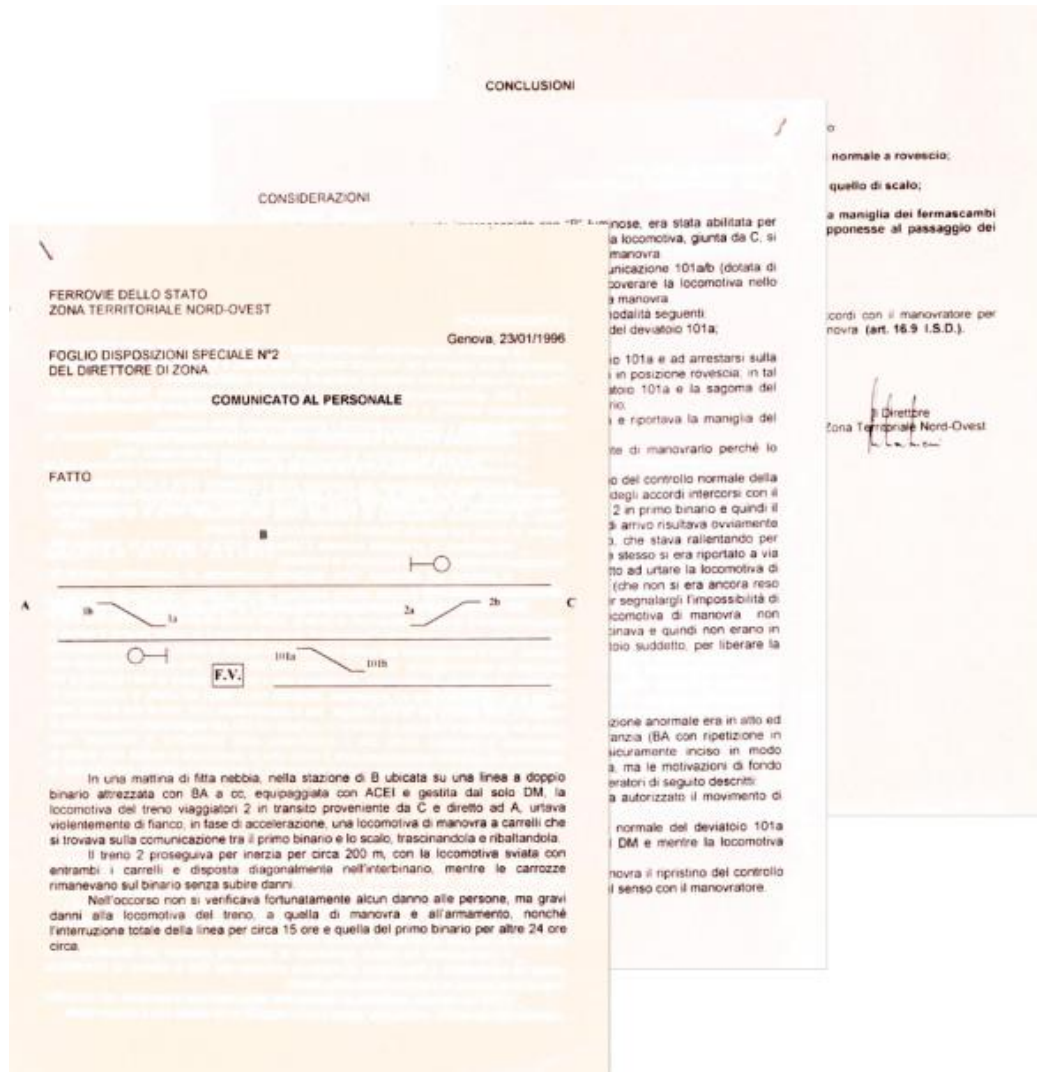 CONCLUSIONI
normale a rovescio;
quello di scalo;
a maniglia dei fermascambi
pponesse al passaggio dei
cordi con il manovratore per
novra (art. 16.9 I.S.D.).
Il Direttore
Zona Territoriale Nord-Ovest
CONSIDERAZIONI
"P" luminose, era stata abilitata per
a locomotiva, giunta da C, si
manovra
unicazione 101a/b (dotata di
coverare la locomotiva nello
a manovra
modalità seguenti:
del deviatoio 101a;
io 101a e ad arrestarsi sulla
i in posizione rovescia; in tal
atoio 101a e la sagoma del
rio;
a e riportava la maniglia del
te di manovrarlo perché lo
o del controllo normale della
degli accordi intercorsi con il
2 in primo binario e quindi il
di arrivo risultava ovviamente
o, che stava rallentando per
o stesso si era riportato a via
tto ad urtare la locomotiva di
(che non si era ancora reso
er segnalargli l'impossibilità di
ocomotiva di manovra non
cinava e quindi non erano in
oio suddetto, per liberare la
zione anormale era in atto ed
anzia (BA con ripetizione in
sicuramente inciso in modo
a, ma le motivazioni di fondo
eratori di seguito descritti:
a autorizzato il movimento di
normale del deviatoio 101a
l DM e mentre la locomotiva
novra il ripristino del controllo
al senso con il manovratore.
FERROVIE DELLO STATO
ZONA TERRITORIALE NORD-OVEST
Genova, 23/01/1996
FOGLIO DISPOSIZIONI SPECIALE N°2
DEL DIRETTORE DI ZONA
COMUNICATO AL PERSONALE
FATTO
B
A 1b 1a 2a 2b C
F.V. 101a 101b
In una mattina di fitta nebbia, nella stazione di B ubicata su una linea a doppio
binario attrezzata con BA a cc, equipaggiata con ACEI e gestita dal solo DM, la
locomotiva del treno viaggiatori 2 in transito proveniente da C e diretto ad A, urtava
violentemente di fianco, in fase di accelerazione, una locomotiva di manovra a carrelli che
si trovava sulla comunicazione tra il primo binario e lo scalo, trascinandola e ribaltandola.
Il treno 2 proseguiva per inerzia per circa 200 m, con la locomotiva sviata con
entrambi i carrelli e disposta diagonalmente nell'interbinario, mentre le carrozze
rimanevano sul binario senza subire danni.
Nell'occorso non si verificava fortunatamente alcun danno alle persone, ma gravi
danni alla locomotiva del treno, a quella di manovra e all'armamento, nonché
l'interruzione totale della linea per circa 15 ore e quella del primo binario per altre 24 ore
circa.